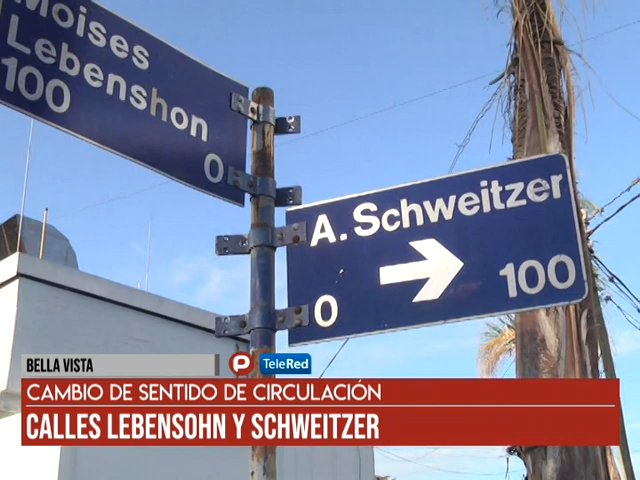 Moises
Lebenshon
100 0
A. Schweitzer
0 100
BELLA VISTA
P TeleRed
CAMBIO DE SENTIDO DE CIRCULACIÓN
CALLES LEBENSOHN Y SCHWEITZER